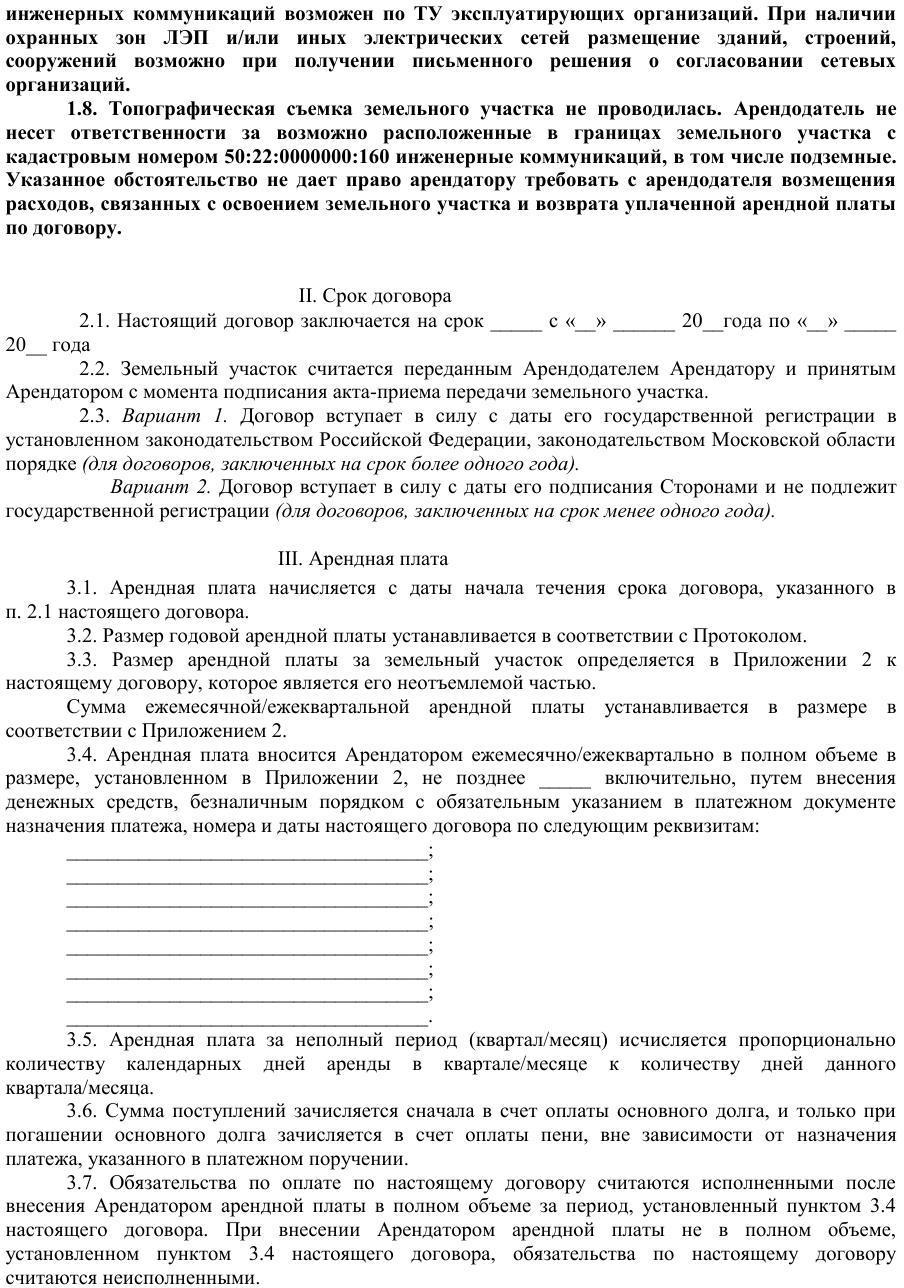 инженерных коммуникаций возможен по ТУ эксплуатирующих организаций. При наличии
охранных зон ЛЭП и/или иных электрических сетей размещение зданий, строений,
сооружений возможно при получении письменного решения о согласовании сетевых
организаций.
1.8. Топографическая съемка земельного участка не проводилась. Арендодатель не
несет ответственности за возможно расположенные в границах земельного участка с
кадастровым номером 50:22:0000000:160 инженерные коммуникаций, в том числе подземные.
Указанное обстоятельство не дает право арендатору требовать с арендодателя возмещения
расходов, связанных с освоением земельного участка и возврата уплаченной арендной платы
по договору.
II. Срок договора
2.1. Настоящий договор заключается на срок _____ с «__» ______ 20__года по «__» _____
20__ года
2.2. Земельный участок считается переданным Арендодателем Арендатору и принятым
Арендатором с момента подписания акта-приема передачи земельного участка.
2.3. Вариант 1. Договор вступает в силу с даты его государственной регистрации в
установленном законодательством Российской Федерации, законодательством Московской области
порядке (для договоров, заключенных на срок более одного года).
Вариант 2. Договор вступает в силу с даты его подписания Сторонами и не подлежит
государственной регистрации (для договоров, заключенных на срок менее одного года).
III. Арендная плата
3.1. Арендная плата начисляется с даты начала течения срока договора, указанного в
п. 2.1 настоящего договора.
3.2. Размер годовой арендной платы устанавливается в соответствии с Протоколом.
3.3. Размер арендной платы за земельный участок определяется в Приложении 2 к
настоящему договору, которое является его неотъемлемой частью.
Сумма ежемесячной/ежеквартальной арендной платы устанавливается в размере в
соответствии с Приложением 2.
3.4. Арендная плата вносится Арендатором ежемесячно/ежеквартально в полном объеме в
размере, установленном в Приложении 2, не позднее _____ включительно, путем внесения
денежных средств, безналичным порядком с обязательным указанием в платежном документе
назначения платежа, номера и даты настоящего договора по следующим реквизитам:
___________________________________;
___________________________________;
___________________________________;
___________________________________;
___________________________________;
___________________________________;
___________________________________;
___________________________________.
3.5. Арендная плата за неполный период (квартал/месяц) исчисляется пропорционально
количеству календарных дней аренды в квартале/месяце к количеству дней данного
квартала/месяца.
3.6. Сумма поступлений зачисляется сначала в счет оплаты основного долга, и только при
погашении основного долга зачисляется в счет оплаты пени, вне зависимости от назначения
платежа, указанного в платежном поручении.
3.7. Обязательства по оплате по настоящему договору считаются исполненными после
внесения Арендатором арендной платы в полном объеме за период, установленный пунктом 3.4
настоящего договора. При внесении Арендатором арендной платы не в полном объеме,
установленном пунктом 3.4 настоящего договора, обязательства по настоящему договору
считаются неисполненными.